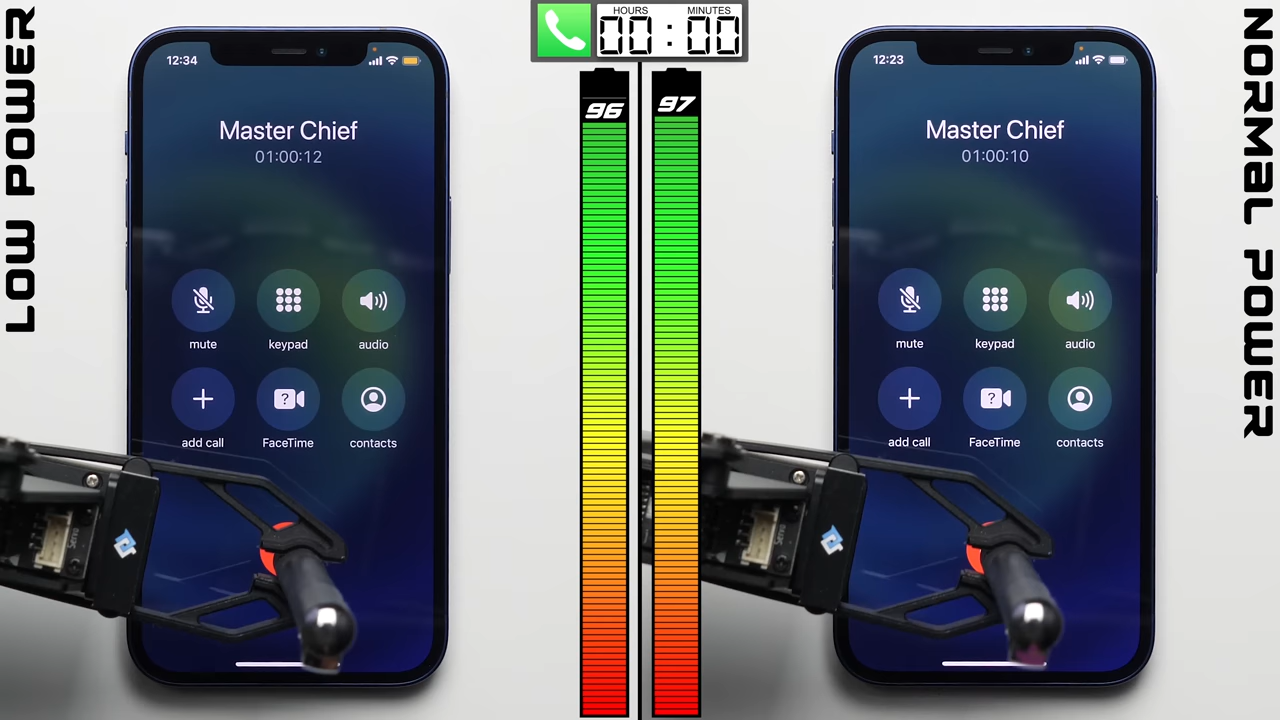 LOW POWER
12:34
Master Chief
01:00:12
mute
keypad
audio
add call
?
FaceTime
contacts
HOURS MINUTES
00:00
96
97
12:23
Master Chief
01:00:10
mute
keypad
audio
add call
?
FaceTime
contacts
NORMAL POWER
Servo
Servo